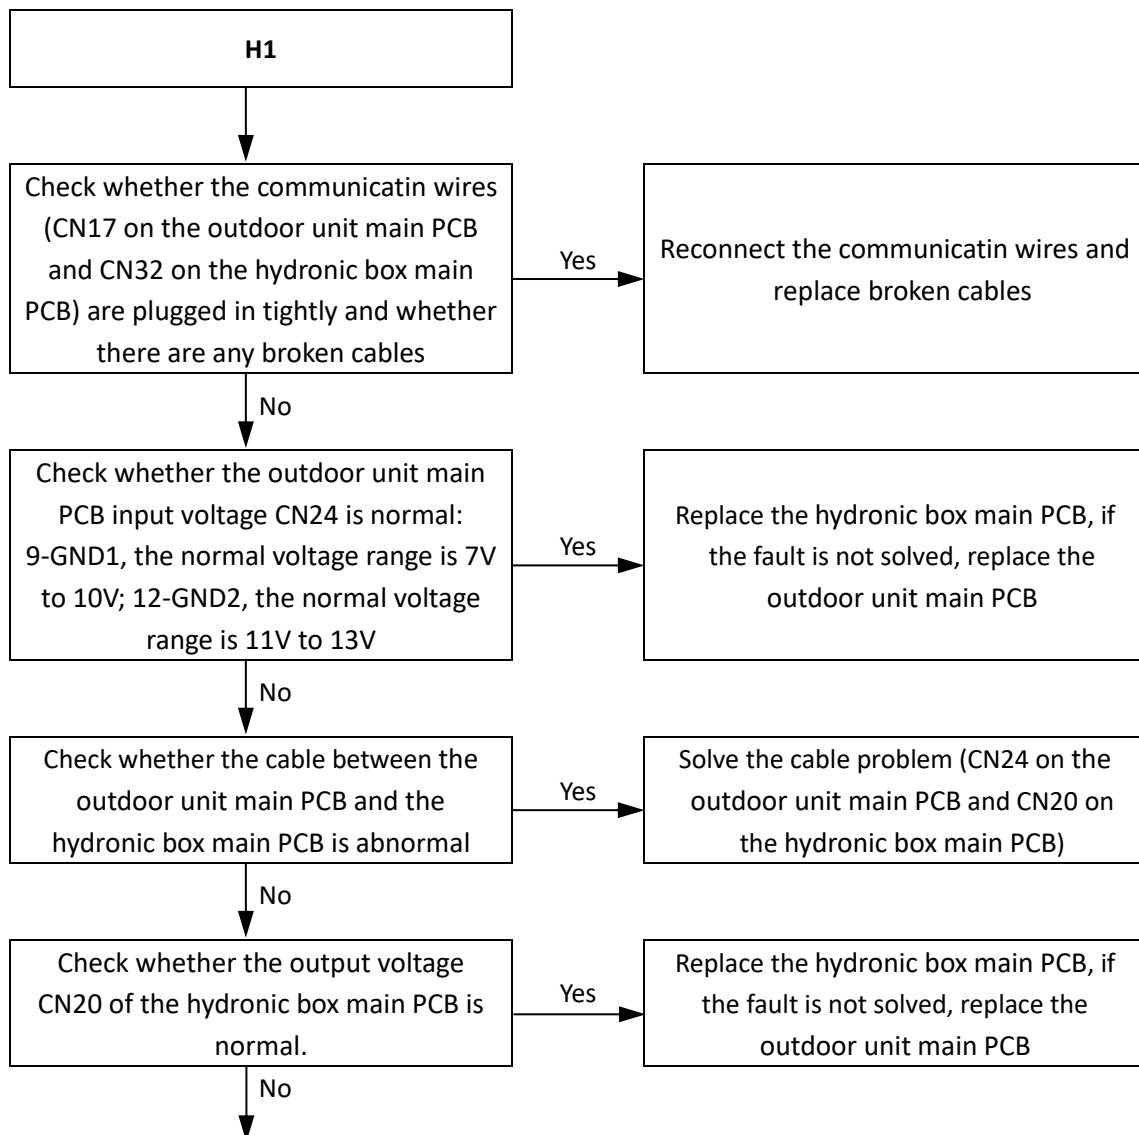 H1
Check whether the communicatin wires
(CN17 on the outdoor unit main PCB
and CN32 on the hydronic box main
PCB) are plugged in tightly and whether
there are any broken cables
Yes
Reconnect the communicatin wires and
replace broken cables
No
Check whether the outdoor unit main
PCB input voltage CN24 is normal:
9-GND1, the normal voltage range is 7V
to 10V; 12-GND2, the normal voltage
range is 11V to 13V
Yes
Replace the hydronic box main PCB, if
the fault is not solved, replace the
outdoor unit main PCB
No
Check whether the cable between the
outdoor unit main PCB and the
hydronic box main PCB is abnormal
Yes
Solve the cable problem (CN24 on the
outdoor unit main PCB and CN20 on
the hydronic box main PCB)
No
Check whether the output voltage
CN20 of the hydronic box main PCB is
normal.
Yes
Replace the hydronic box main PCB, if
the fault is not solved, replace the
outdoor unit main PCB
No